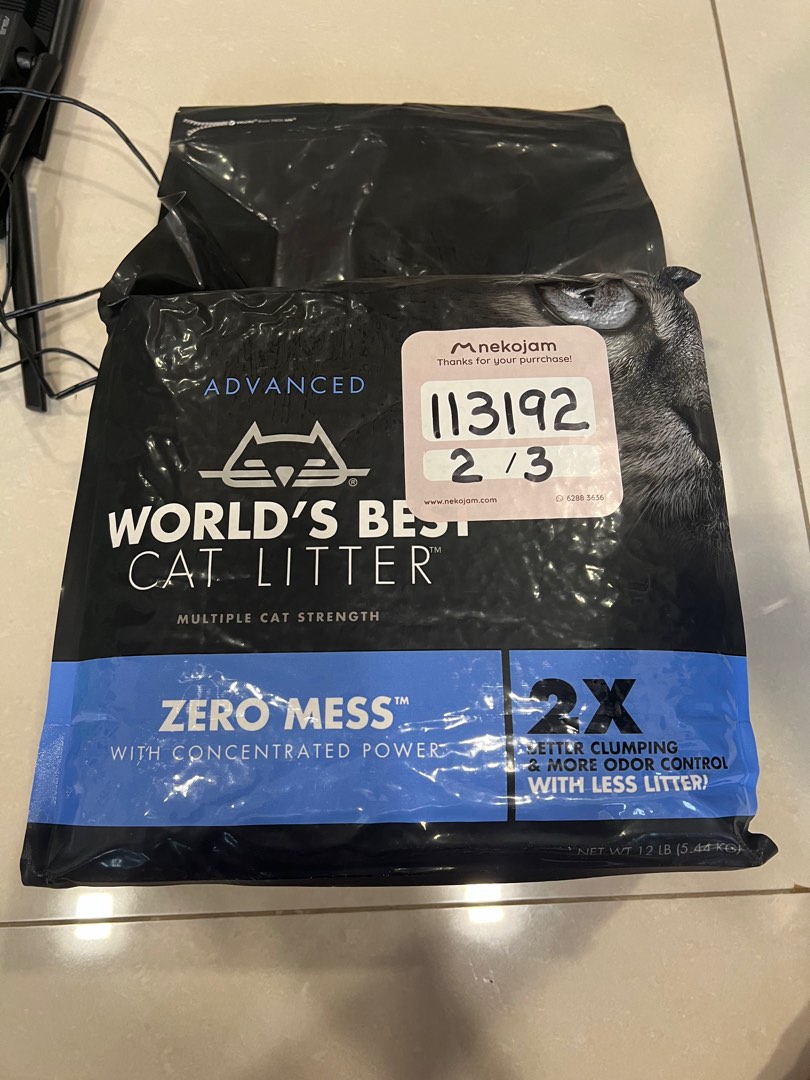 ASUS
nekojam
Thanks for your purrchase!
113192
2 / 3
www.nekojam.com
6288 3636
ADVANCED
®
WORLD'S BEST
CAT LITTER™
MULTIPLE CAT STRENGTH
ZERO MESS™
WITH CONCENTRATED POWER
2X
BETTER CLUMPING
& MORE ODOR CONTROL
WITH LESS LITTER!
NET WT 12 LB (5.44 KG)